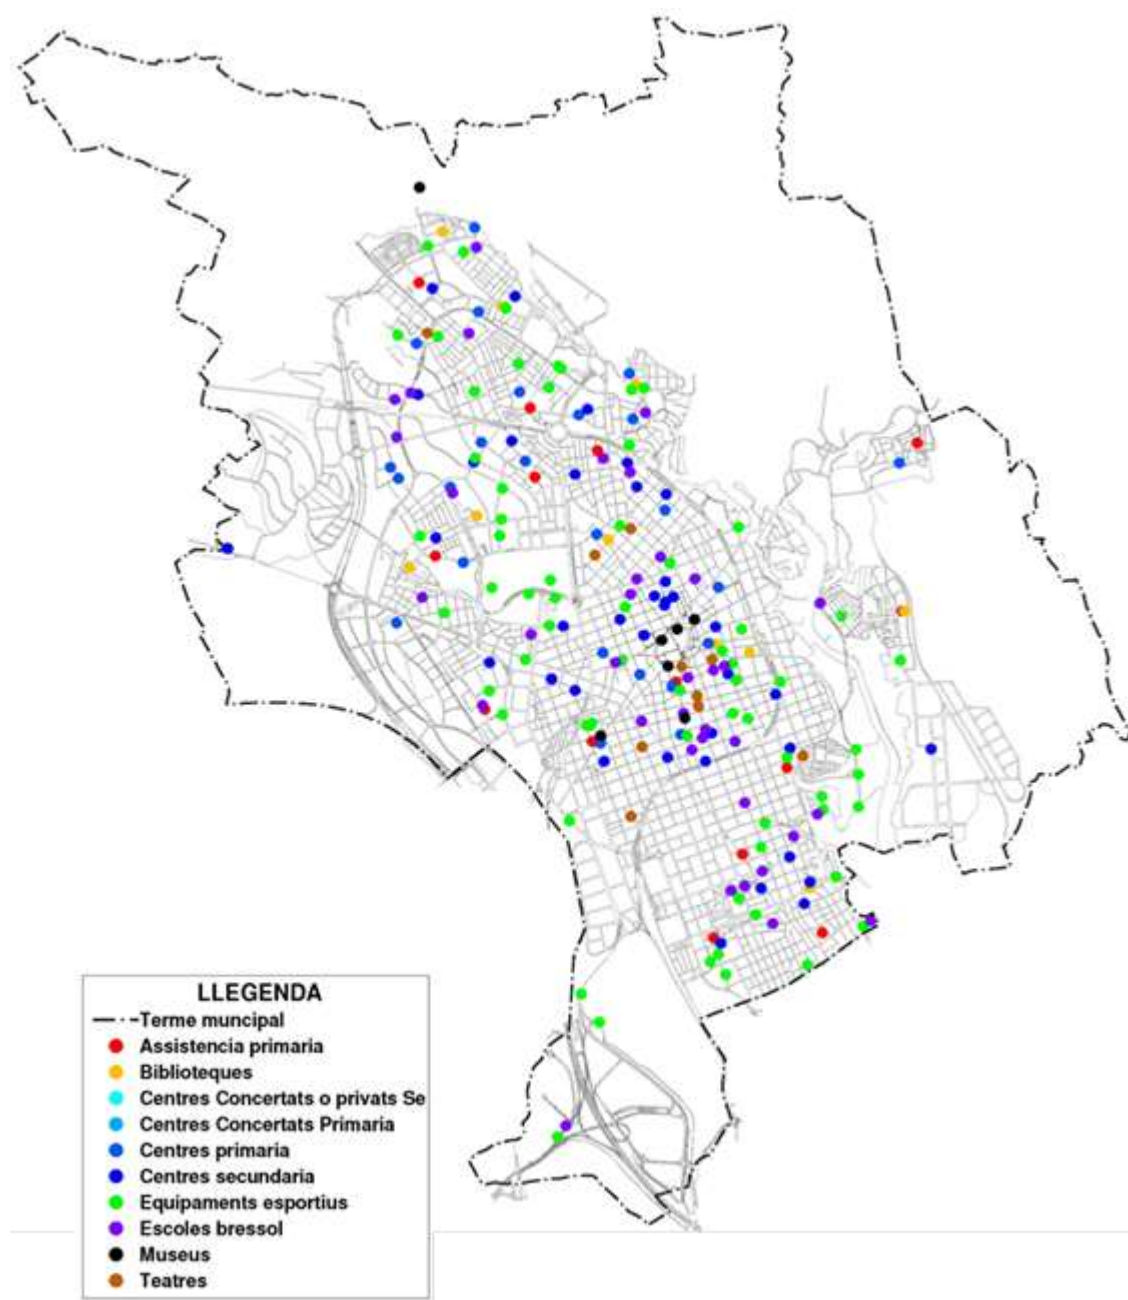 LLEGENDA
Terme muncipal
Assistencia primaria
Biblioteques
Centres Concertats o privats Se
Centres Concertats Primaria
Centres primaria
Centres secundaria
Equipaments esportius
Escoles bressol
Museus
Teatres